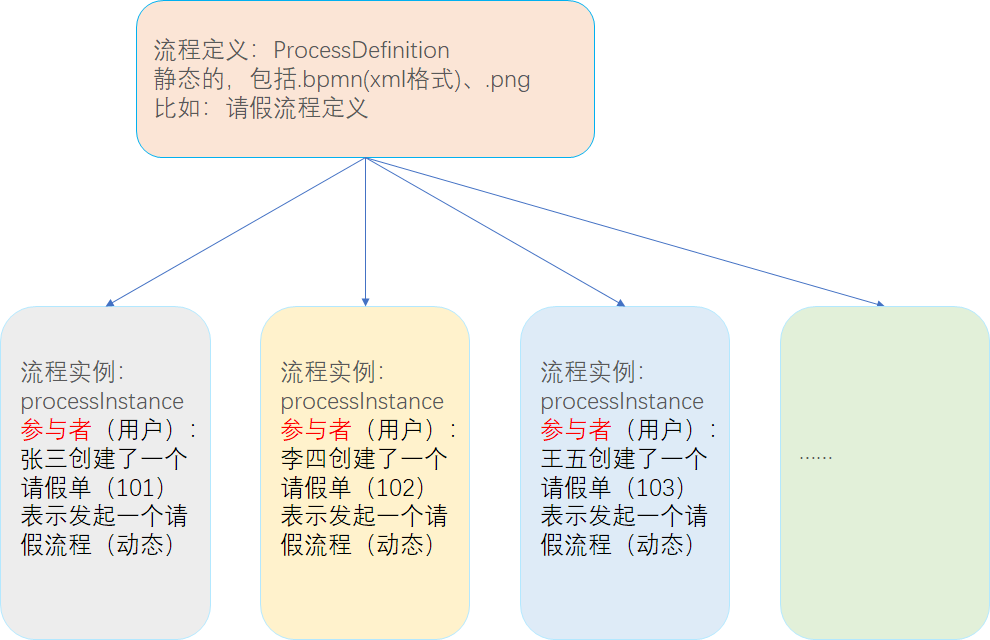 流程定义：ProcessDefinition
静态的，包括.bpmn(xml格式)、.png
比如：请假流程定义
流程实例：
processInstance
参与者（用户）：
张三创建了一个
请假单（101）
表示发起一个请
假流程（动态）
流程实例：
processInstance
参与者（用户）：
李四创建了一个
请假单（102）
表示发起一个请
假流程（动态）
流程实例：
processInstance
参与者（用户）：
王五创建了一个
请假单（103）
表示发起一个请
假流程（动态）
……